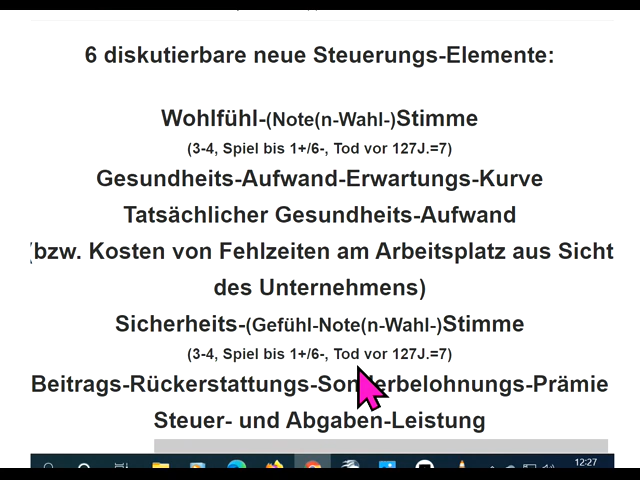 6 diskutierbare neue Steuerungs-Elemente:
Wohlfühl-(Note(n-Wahl-)Stimme
(3-4, Spiel bis 1+/6-, Tod vor 127J.=7)
Gesundheits-Aufwand-Erwartungs-Kurve
Tatsächlicher Gesundheits-Aufwand
(bzw. Kosten von Fehlzeiten am Arbeitsplatz aus Sicht
des Unternehmens)
Sicherheits-(Gefühl-Note(n-Wahl-)Stimme
(3-4, Spiel bis 1+/6-, Tod vor 127J.=7)
Beitrags-Rückerstattungs-Sonderbelohnungs-Prämie
Steuer- und Abgaben-Leistung
12:27